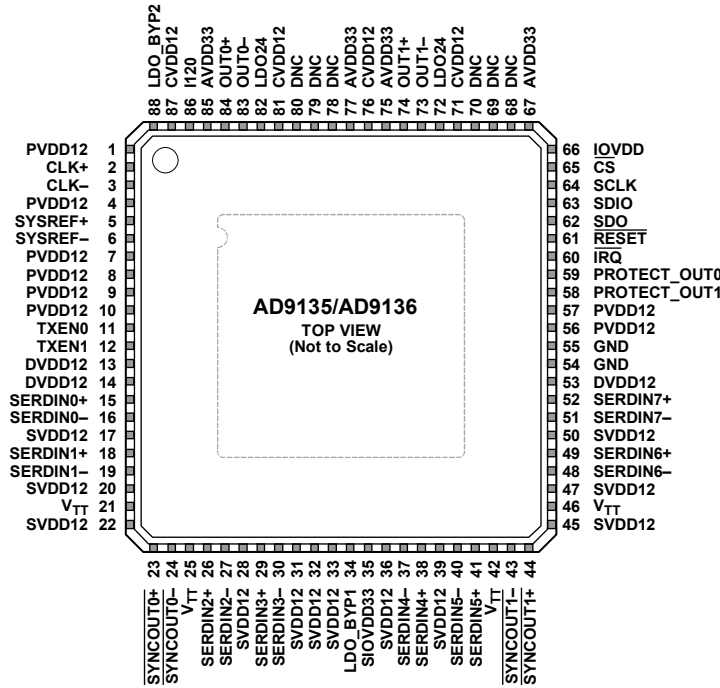 88 LDO_BYP2
87 CVDD12
86 I120
85 AVDD33
84 OUT0+
83 OUT0–
82 LDO24
81 CVDD12
80 DNC
79 DNC
78 DNC
77 AVDD33
76 CVDD12
75 AVDD33
74 OUT1+
73 OUT1–
72 LDO24
71 CVDD12
70 DNC
69 DNC
68 DNC
67 AVDD33
PVDD12 1
CLK+ 2
CLK– 3
PVDD12 4
SYSREF+ 5
SYSREF– 6
PVDD12 7
PVDD12 8
PVDD12 9
PVDD12 10
TXEN0 11
TXEN1 12
DVDD12 13
DVDD12 14
SERDIN0+ 15
SERDIN0– 16
SVDD12 17
SERDIN1+ 18
SERDIN1– 19
SVDD12 20
VTT 21
SVDD12 22
AD9135/AD9136
TOP VIEW
(Not to Scale)
66 IOVDD
65 CS
64 SCLK
63 SDIO
62 SDO
61 RESET
60 IRQ
59 PROTECT_OUT0
58 PROTECT_OUT1
57 PVDD12
56 PVDD12
55 GND
54 GND
53 DVDD12
52 SERDIN7+
51 SERDIN7–
50 SVDD12
49 SERDIN6+
48 SERDIN6–
47 SVDD12
46 VTT
45 SVDD12
SYNCOUT0+ 23
SYNCOUT0– 24
VTT 25
SERDIN2+ 26
SERDIN2– 27
SVDD12 28
SERDIN3+ 29
SERDIN3– 30
SVDD12 31
SVDD12 32
SVDD12 33
LDO_BYP1 34
SIOVDD33 35
SVDD12 36
SERDIN4– 37
SERDIN4+ 38
SVDD12 39
SERDIN5– 40
SERDIN5+ 41
VTT 42
SYNCOUT1– 43
SYNCOUT1+ 44